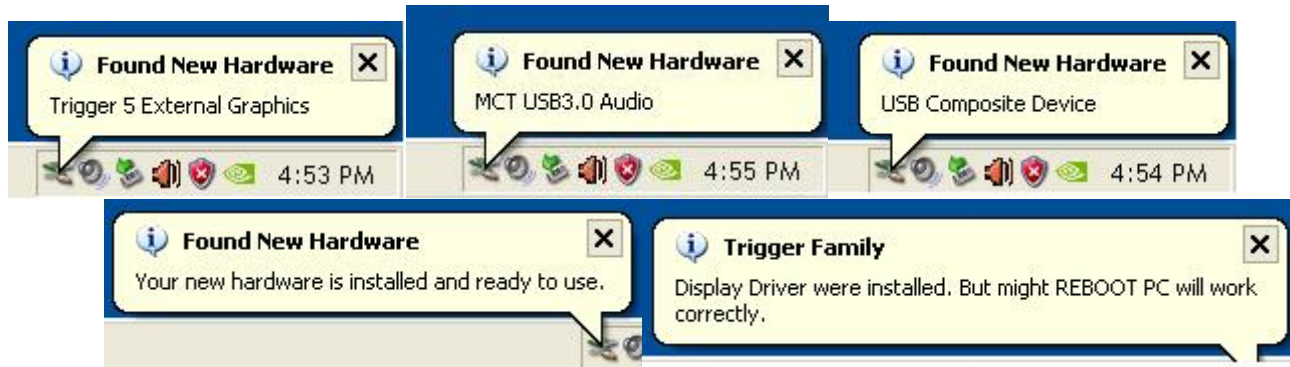 Found New Hardware
Trigger 5 External Graphics
4:53 PM
Found New Hardware
MCT USB3.0 Audio
4:55 PM
Found New Hardware
USB Composite Device
4:54 PM
Found New Hardware
Your new hardware is installed and ready to use.
Trigger Family
Display Driver were installed. But might REBOOT PC will work
correctly.